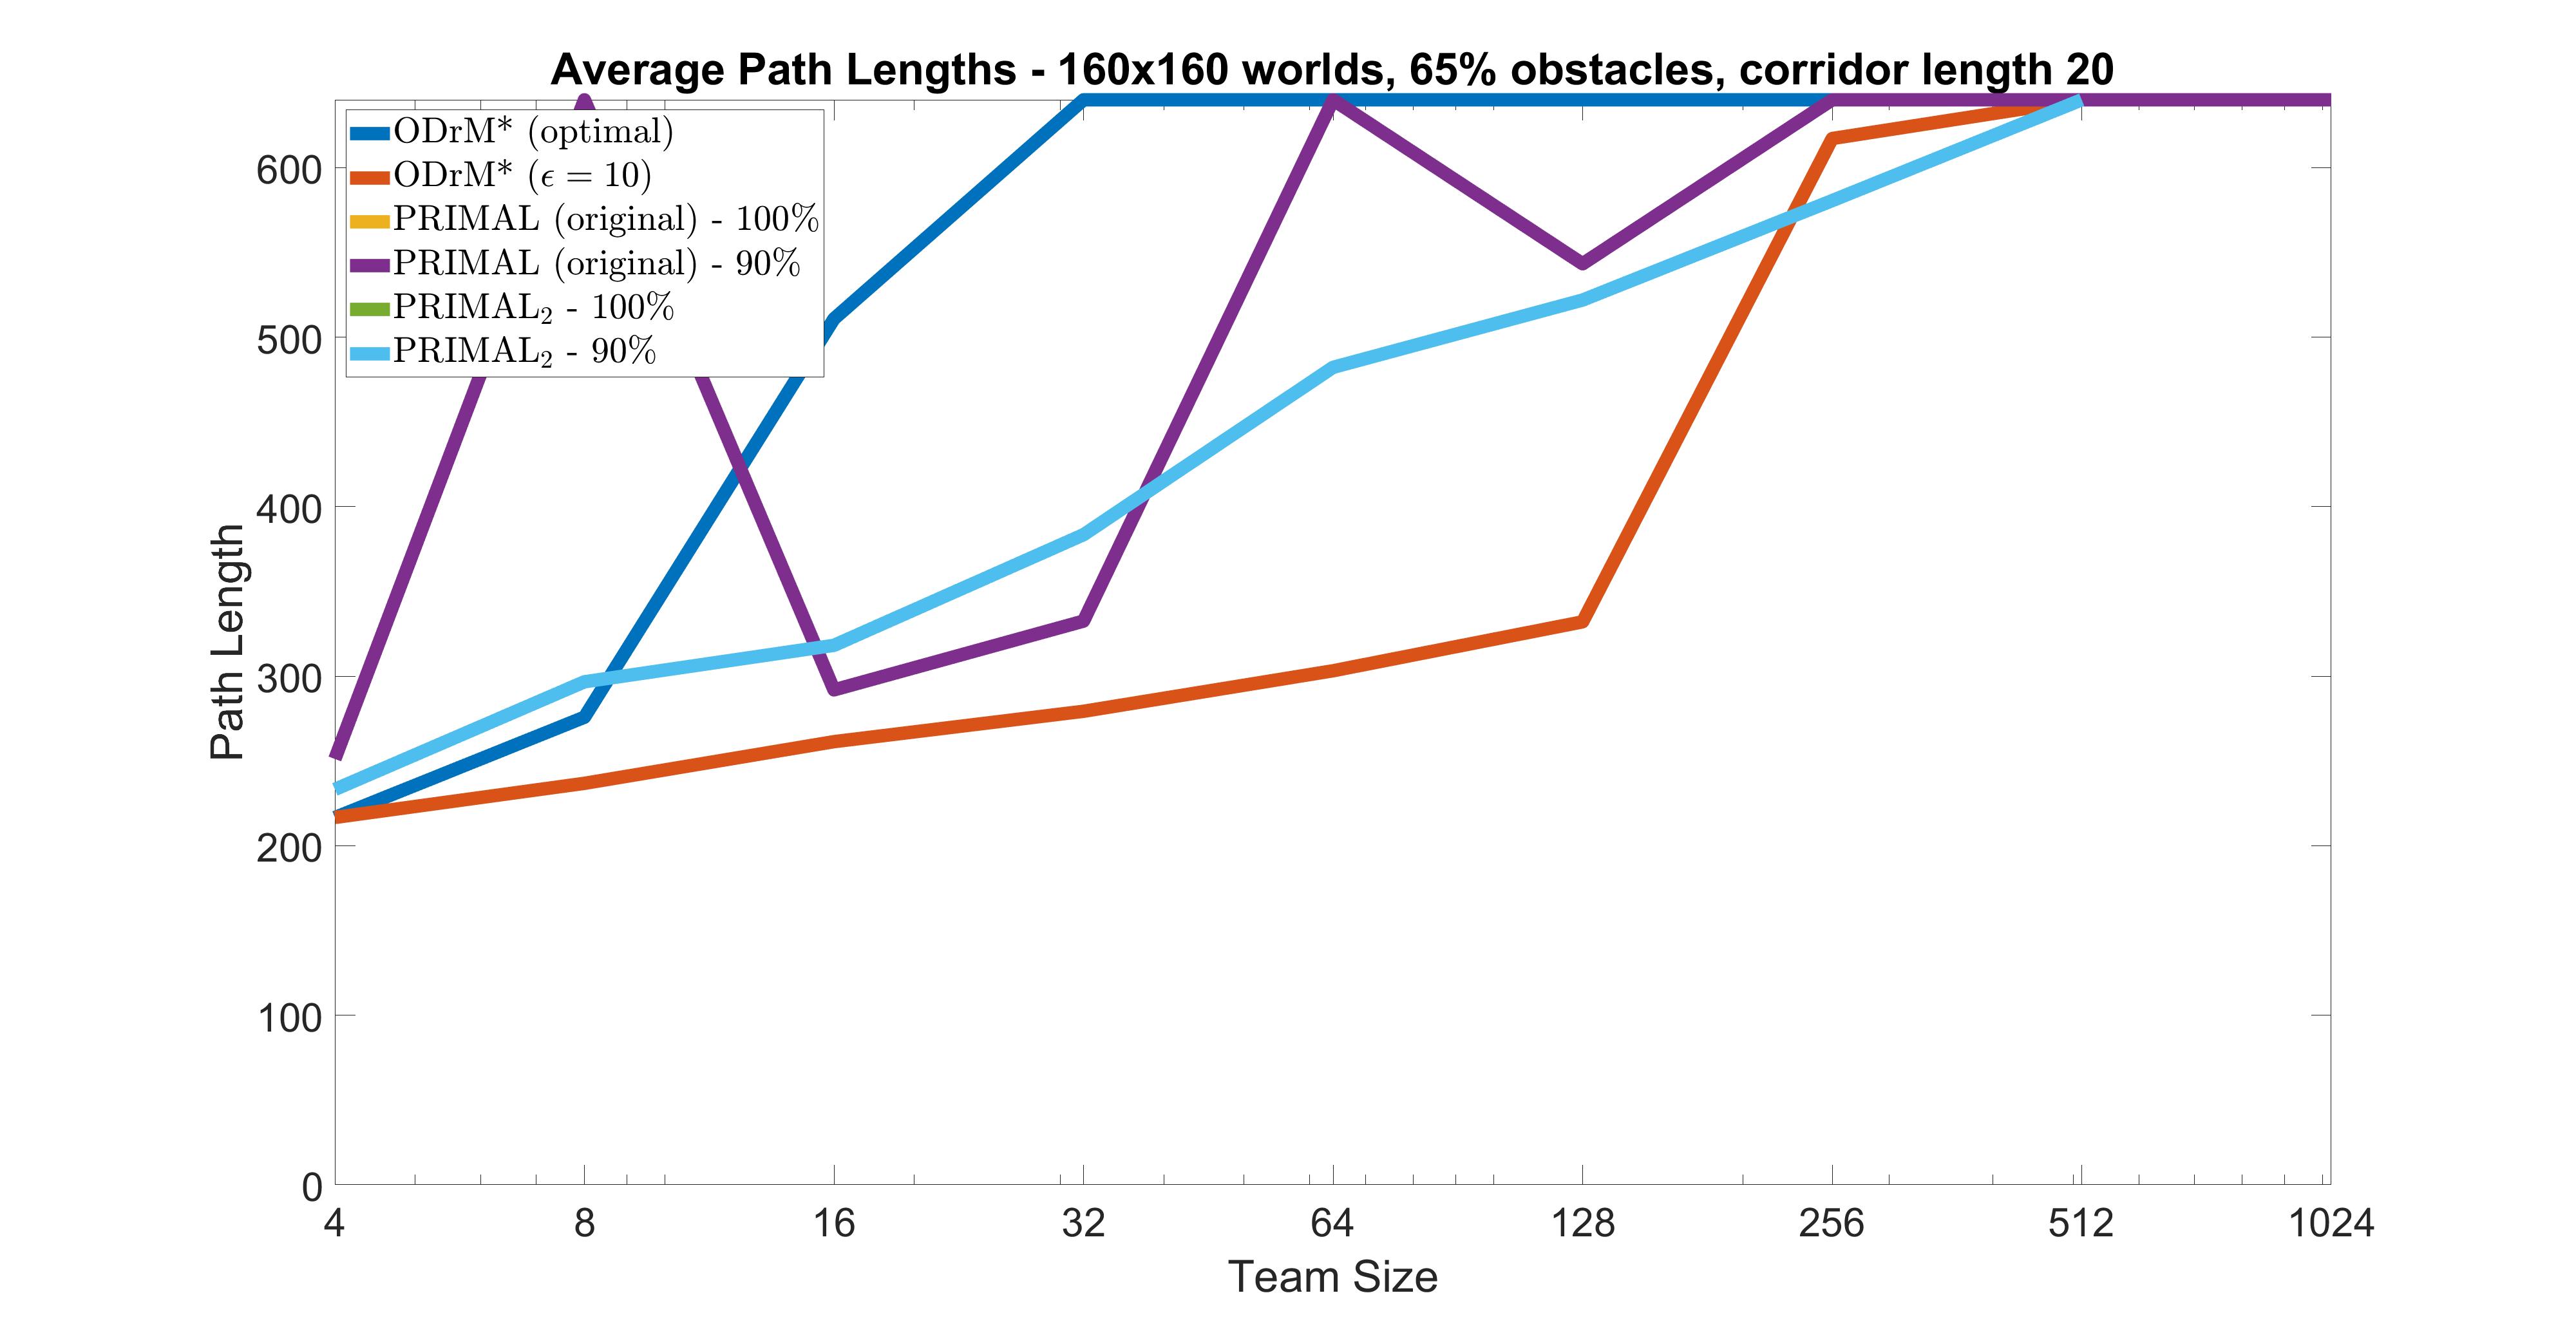 Average Path Lengths - 160x160 worlds, 65% obstacles, corridor length 20
ODrM* (optimal)
ODrM* (ϵ = 10)
PRIMAL (original) - 100%
PRIMAL (original) - 90%
PRIMAL₂ - 100%
PRIMAL₂ - 90%
600
500
400
300
200
100
0
Path Length
4 8 16 32 64 128 256 512 1024
Team Size